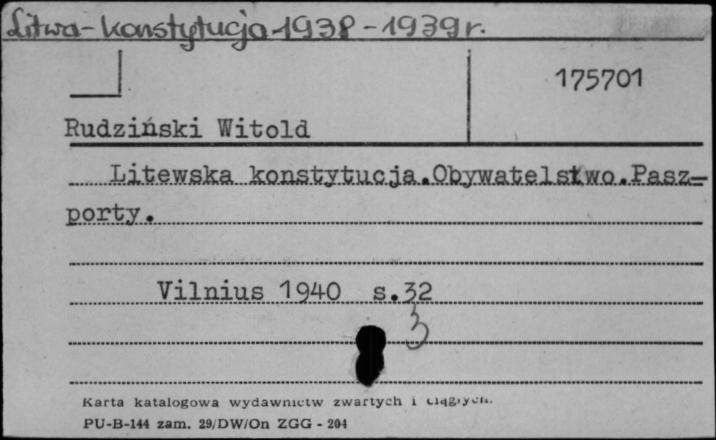 Litwa-konstytucja-1938-1939 r.
175701
Rudziński Witold
Litewska konstytucja.Obywatelstwo.Pasz=
porty.
Vilnius 1940 s.32
3
Karta katalogowa wydawnictw zwartych i ciągłych.
PU-B-144 zam. 29/DW/On ZGG - 204